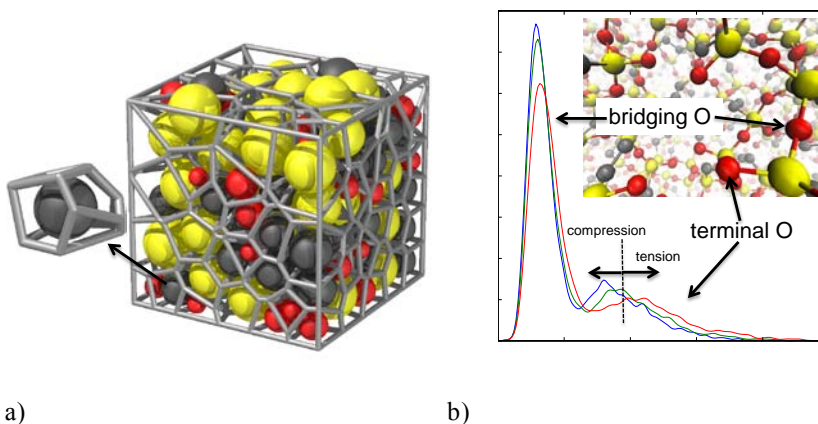 bridging O
compression
tension
terminal O
a)
b)